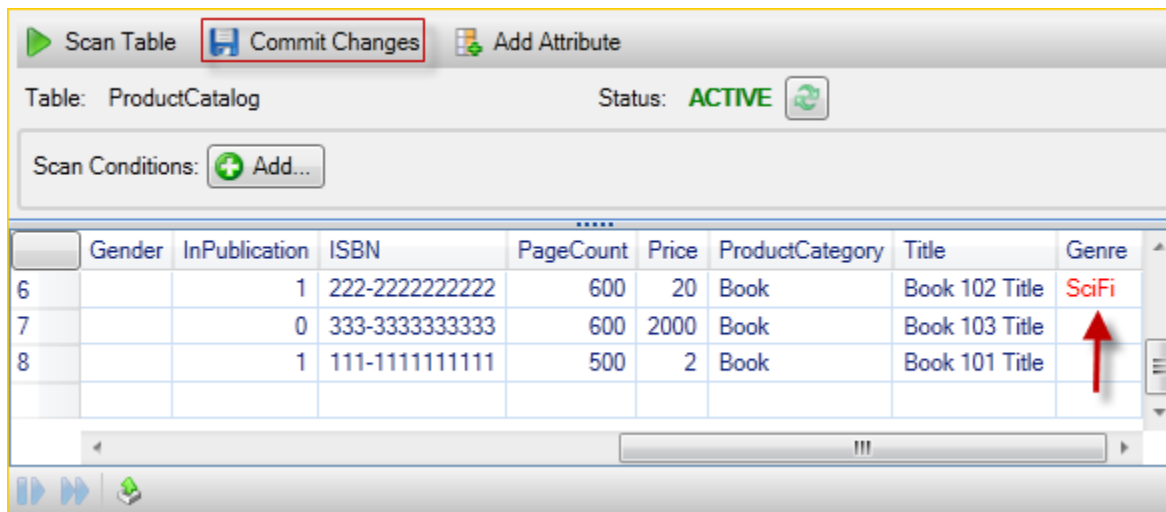 Scan Table Commit Changes Add Attribute
Table: ProductCatalog Status: ACTIVE
Scan Conditions: Add...
Gender InPublication ISBN PageCount Price ProductCategory Title Genre
6 1 222-2222222222 600 20 Book Book 102 Title SciFi
7 0 333-3333333333 600 2000 Book Book 103 Title
8 1 111-1111111111 500 2 Book Book 101 Title